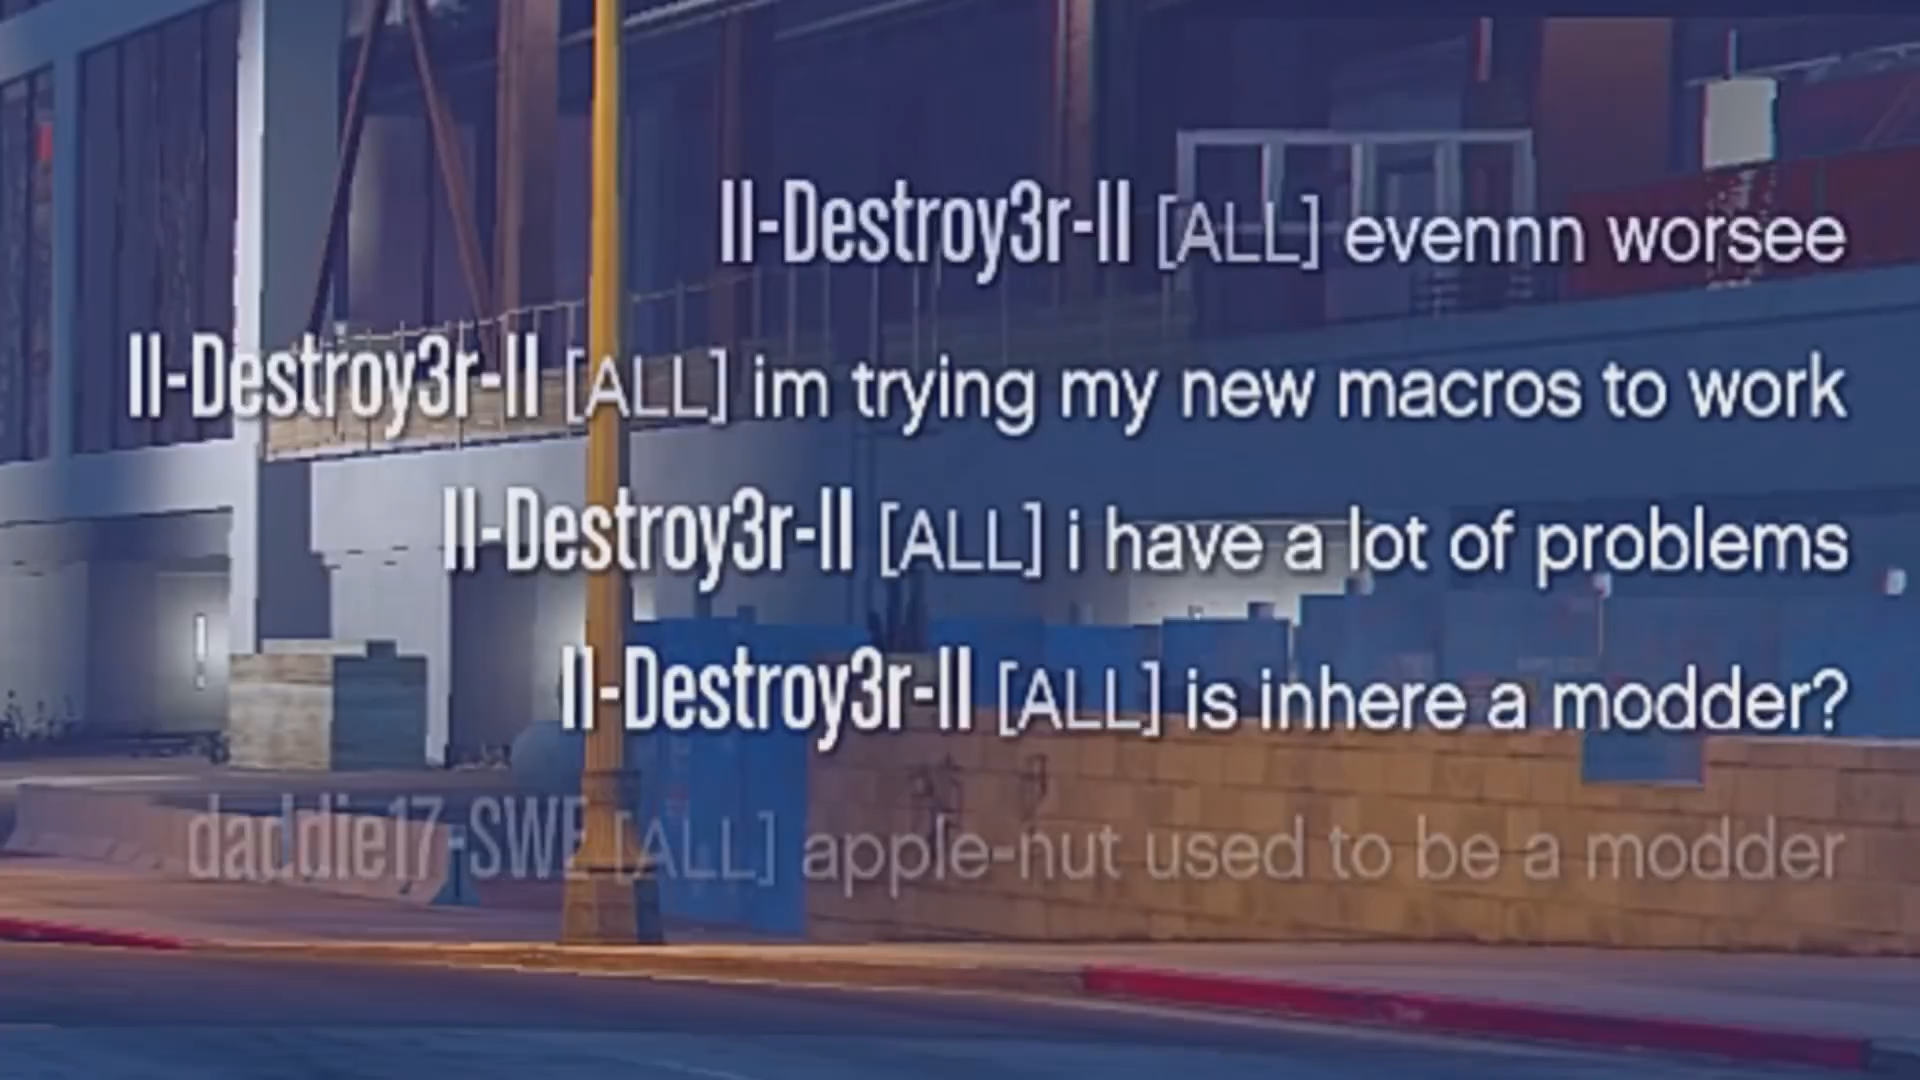 II-Destroy3r-II [ALL] evennn worsee
II-Destroy3r-II [ALL] im trying my new macros to work
II-Destroy3r-II [ALL] i have a lot of problems
II-Destroy3r-II [ALL] is inhere a modder?
daddie17-SWE [ALL] apple-nut used to be a modder